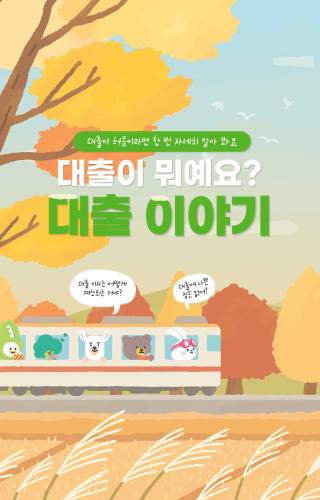 대출이 처음이라면 한 번 자세히 알아 봐요
대출이 뭐예요?
대출 이야기
대출 이자는 어떻게
계산되는 거야?
대출에 나쁜
점은 없어?